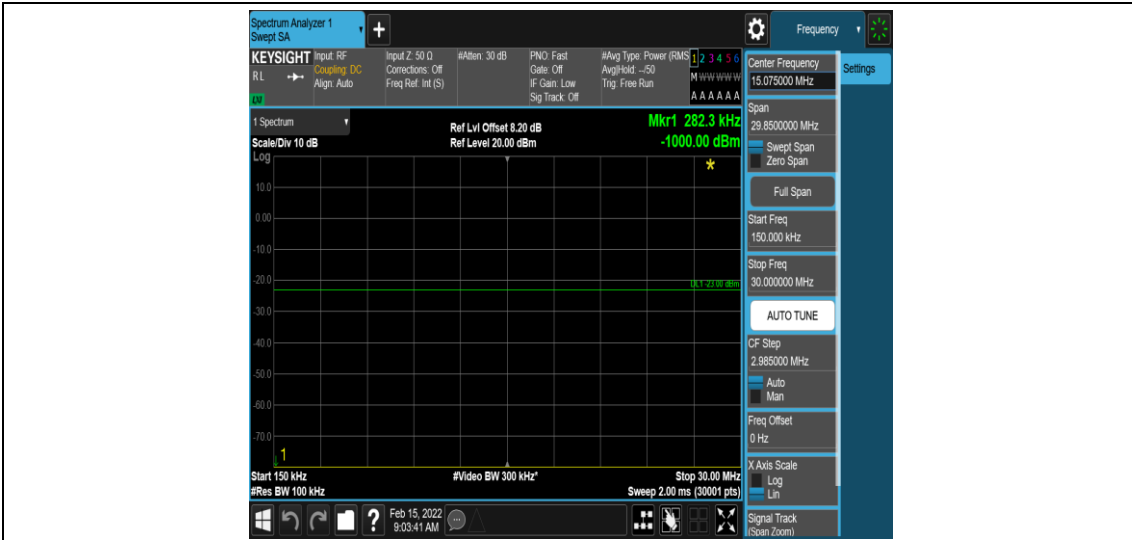 Spectrum Analyzer 1
Swept SA
+
Frequency
KEYSIGHT
RL
Input: RF
Coupling: DC
Align: Auto
Input Z: 50 Ω
Corrections: Off
Freq Ref: Int (S)
#Atten: 30 dB
PNO: Fast
Gate: Off
IF Gain: Low
Sig Track: Off
#Avg Type: Power (RMS
Avg|Hold: --/50
Trig: Free Run
1 2 3 4 5 6
M W W W W W
A A A A A A
1 Spectrum
Scale/Div 10 dB
Log
Ref Lvl Offset 8.20 dB
Ref Level 20.00 dBm
Mkr1 282.3 kHz
-1000.00 dBm
*
10.0
0.00
-10.0
-20.0
DL1 -23.00 dBm
-30.0
-40.0
-50.0
-60.0
-70.0
1
Start 150 kHz
#Res BW 100 kHz
#Video BW 300 kHz*
Stop 30.00 MHz
Sweep 2.00 ms (30001 pts)
?
Feb 15, 2022
9:03:41 AM
Center Frequency
15.075000 MHz
Settings
Span
29.8500000 MHz
Swept Span
Zero Span
Full Span
Start Freq
150.000 kHz
Stop Freq
30.000000 MHz
AUTO TUNE
CF Step
2.985000 MHz
Auto
Man
Freq Offset
0 Hz
X Axis Scale
Log
Lin
Signal Track
(Span Zoom)